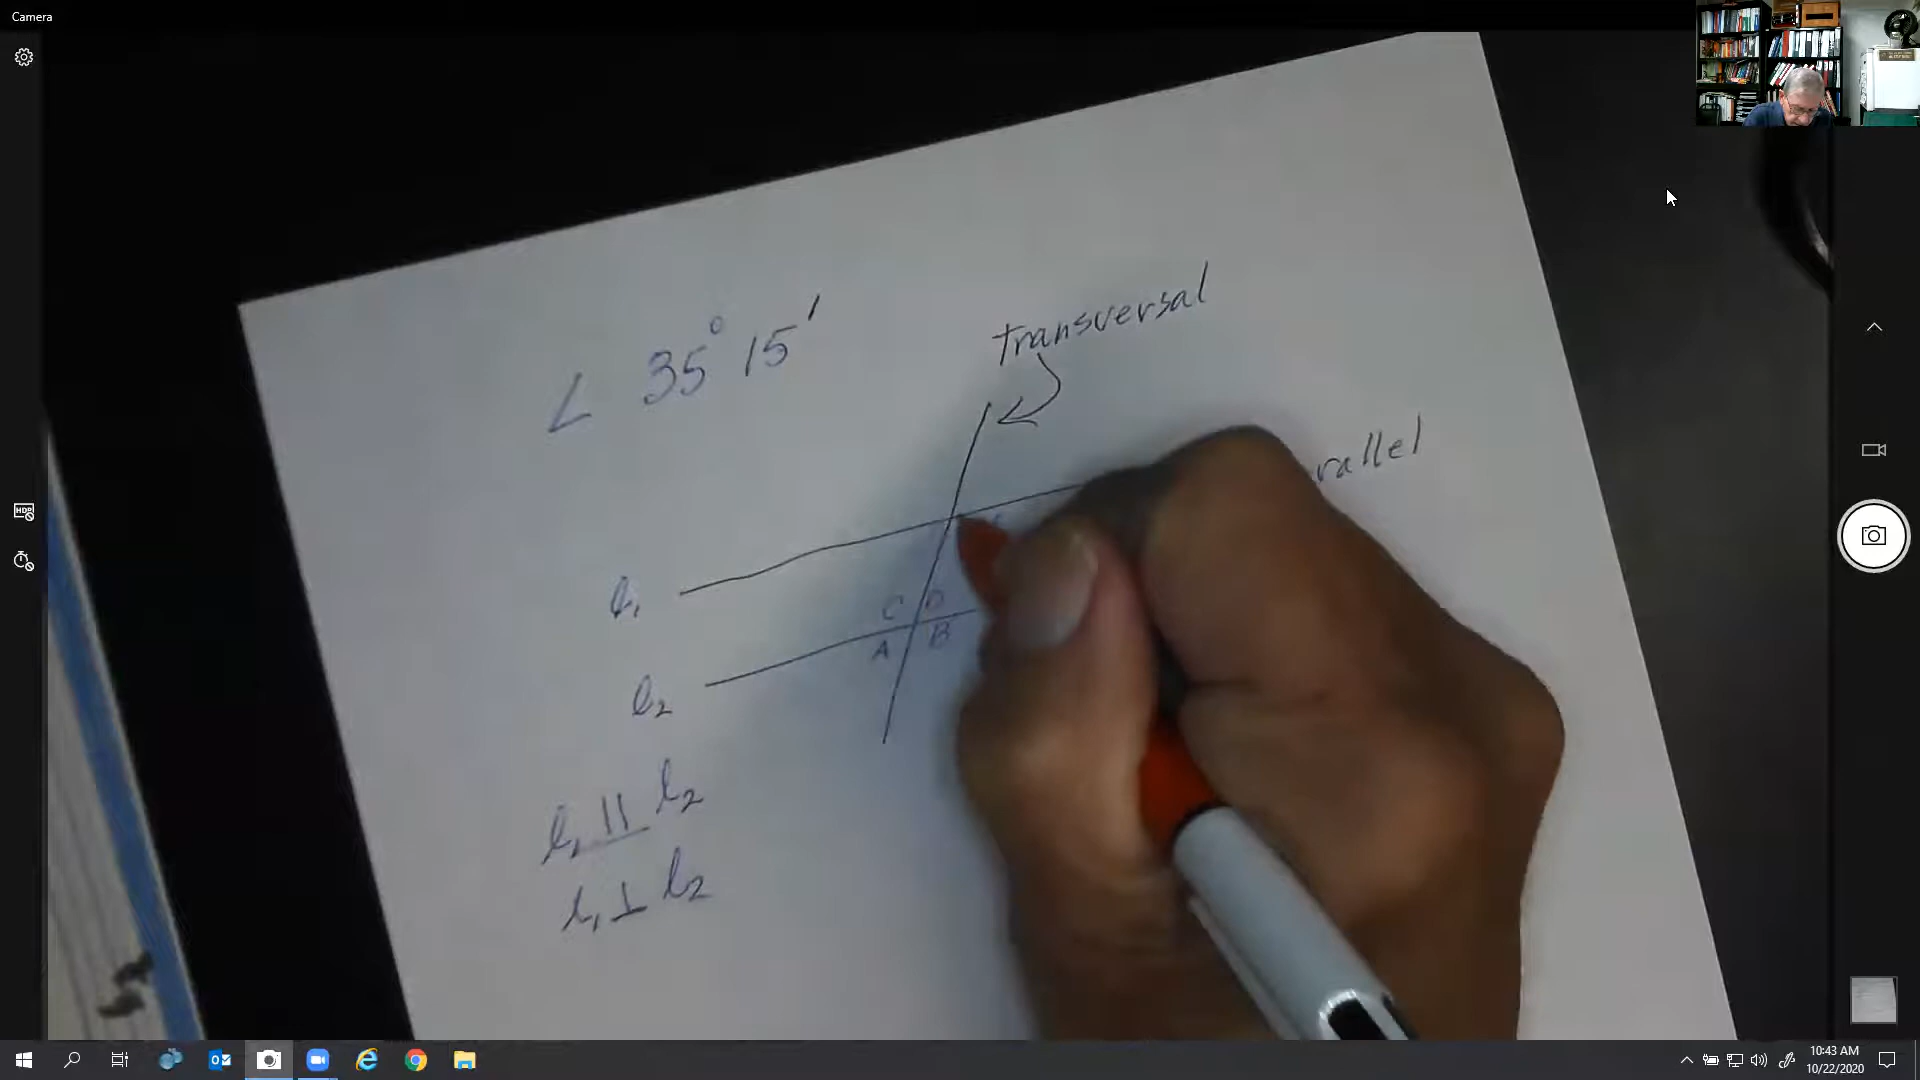 Camera
∠ 35° 15′
transversal
rallel
l₁
C D
A B
l₂
l₁ || l₂
l₁ ⊥ l₂
10:43 AM
10/22/2020